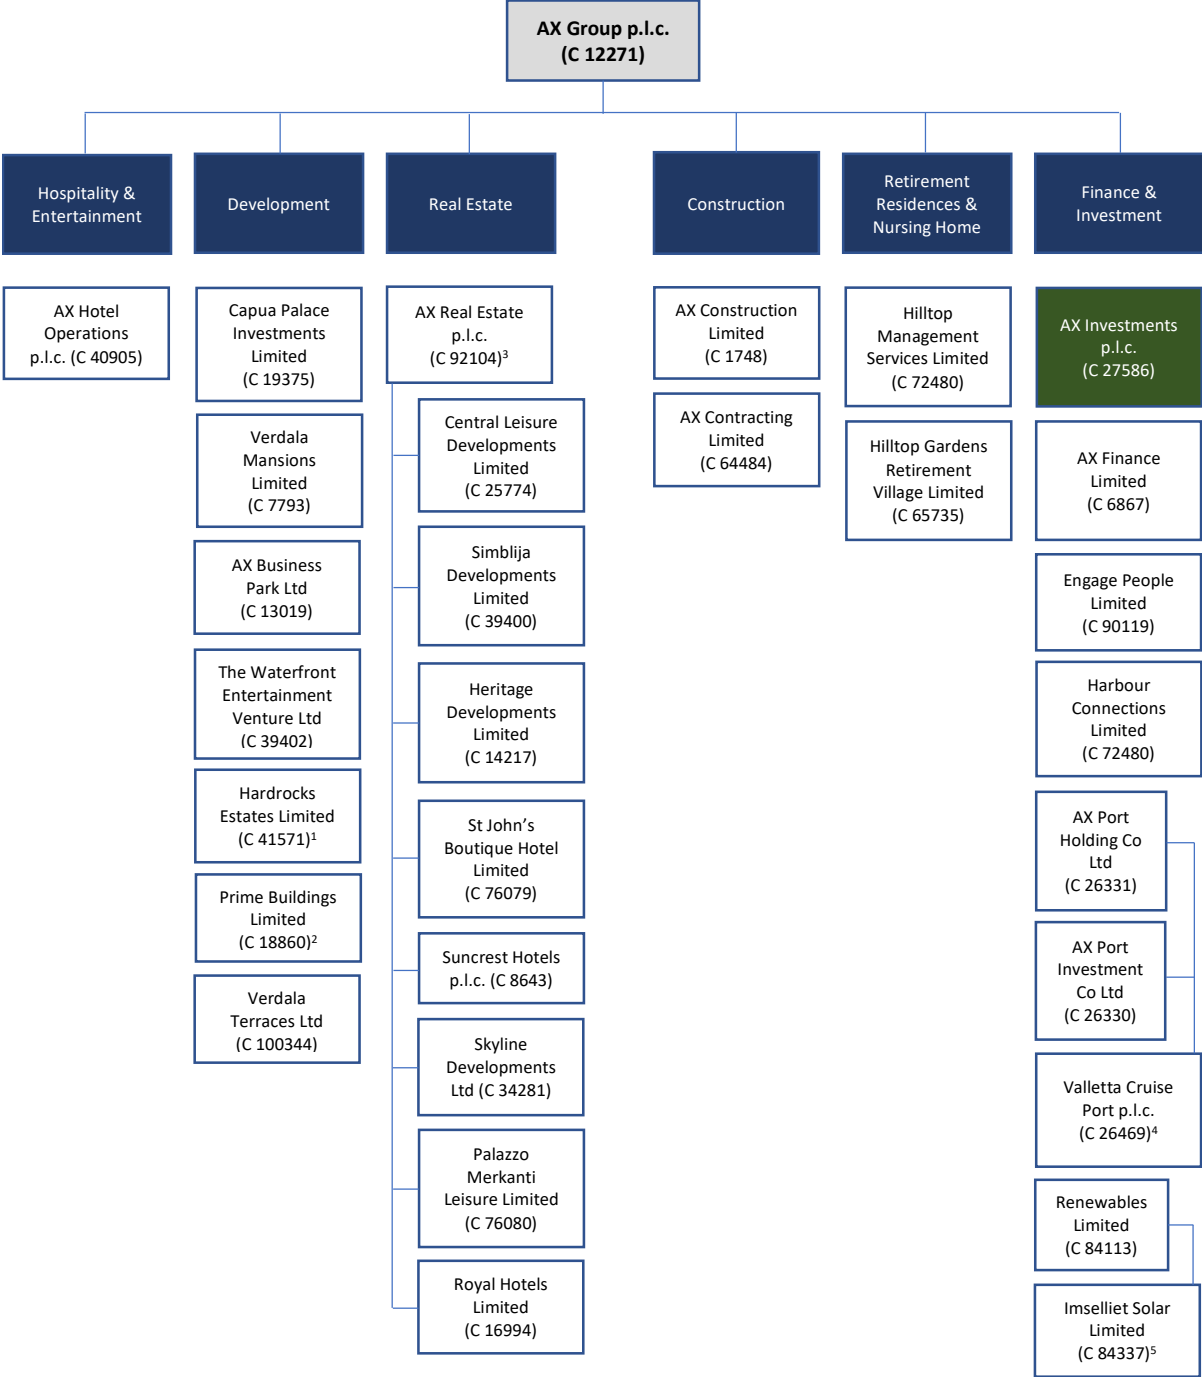 AX Group p.l.c.
(C 12271)
Hospitality &
Entertainment
Development
Real Estate
Construction
Retirement
Residences &
Nursing Home
Finance &
Investment
AX Hotel
Operations
p.l.c. (C 40905)
Capua Palace
Investments
Limited
(C 19375)
Verdala
Mansions
Limited
(C 7793)
AX Business
Park Ltd
(C 13019)
The Waterfront
Entertainment
Venture Ltd
(C 39402)
Hardrocks
Estates Limited
(C 41571)¹
Prime Buildings
Limited
(C 18860)²
Verdala
Terraces Ltd
(C 100344)
AX Real Estate
p.l.c.
(C 92104)³
Central Leisure
Developments
Limited
(C 25774)
Simblija
Developments
Limited
(C 39400)
Heritage
Developments
Limited
(C 14217)
St John’s
Boutique Hotel
Limited
(C 76079)
Suncrest Hotels
p.l.c. (C 8643)
Skyline
Developments
Ltd (C 34281)
Palazzo
Merkanti
Leisure Limited
(C 76080)
Royal Hotels
Limited
(C 16994)
AX Construction
Limited
(C 1748)
AX Contracting
Limited
(C 64484)
Hilltop
Management
Services Limited
(C 72480)
Hilltop Gardens
Retirement
Village Limited
(C 65735)
AX Investments
p.l.c.
(C 27586)
AX Finance
Limited
(C 6867)
Engage People
Limited
(C 90119)
Harbour
Connections
Limited
(C 72480)
AX Port
Holding Co
Ltd
(C 26331)
AX Port
Investment
Co Ltd
(C 26330)
Valletta Cruise
Port p.l.c.
(C 26469)⁴
Renewables
Limited
(C 84113)
Imselliet Solar
Limited
(C 84337)⁵